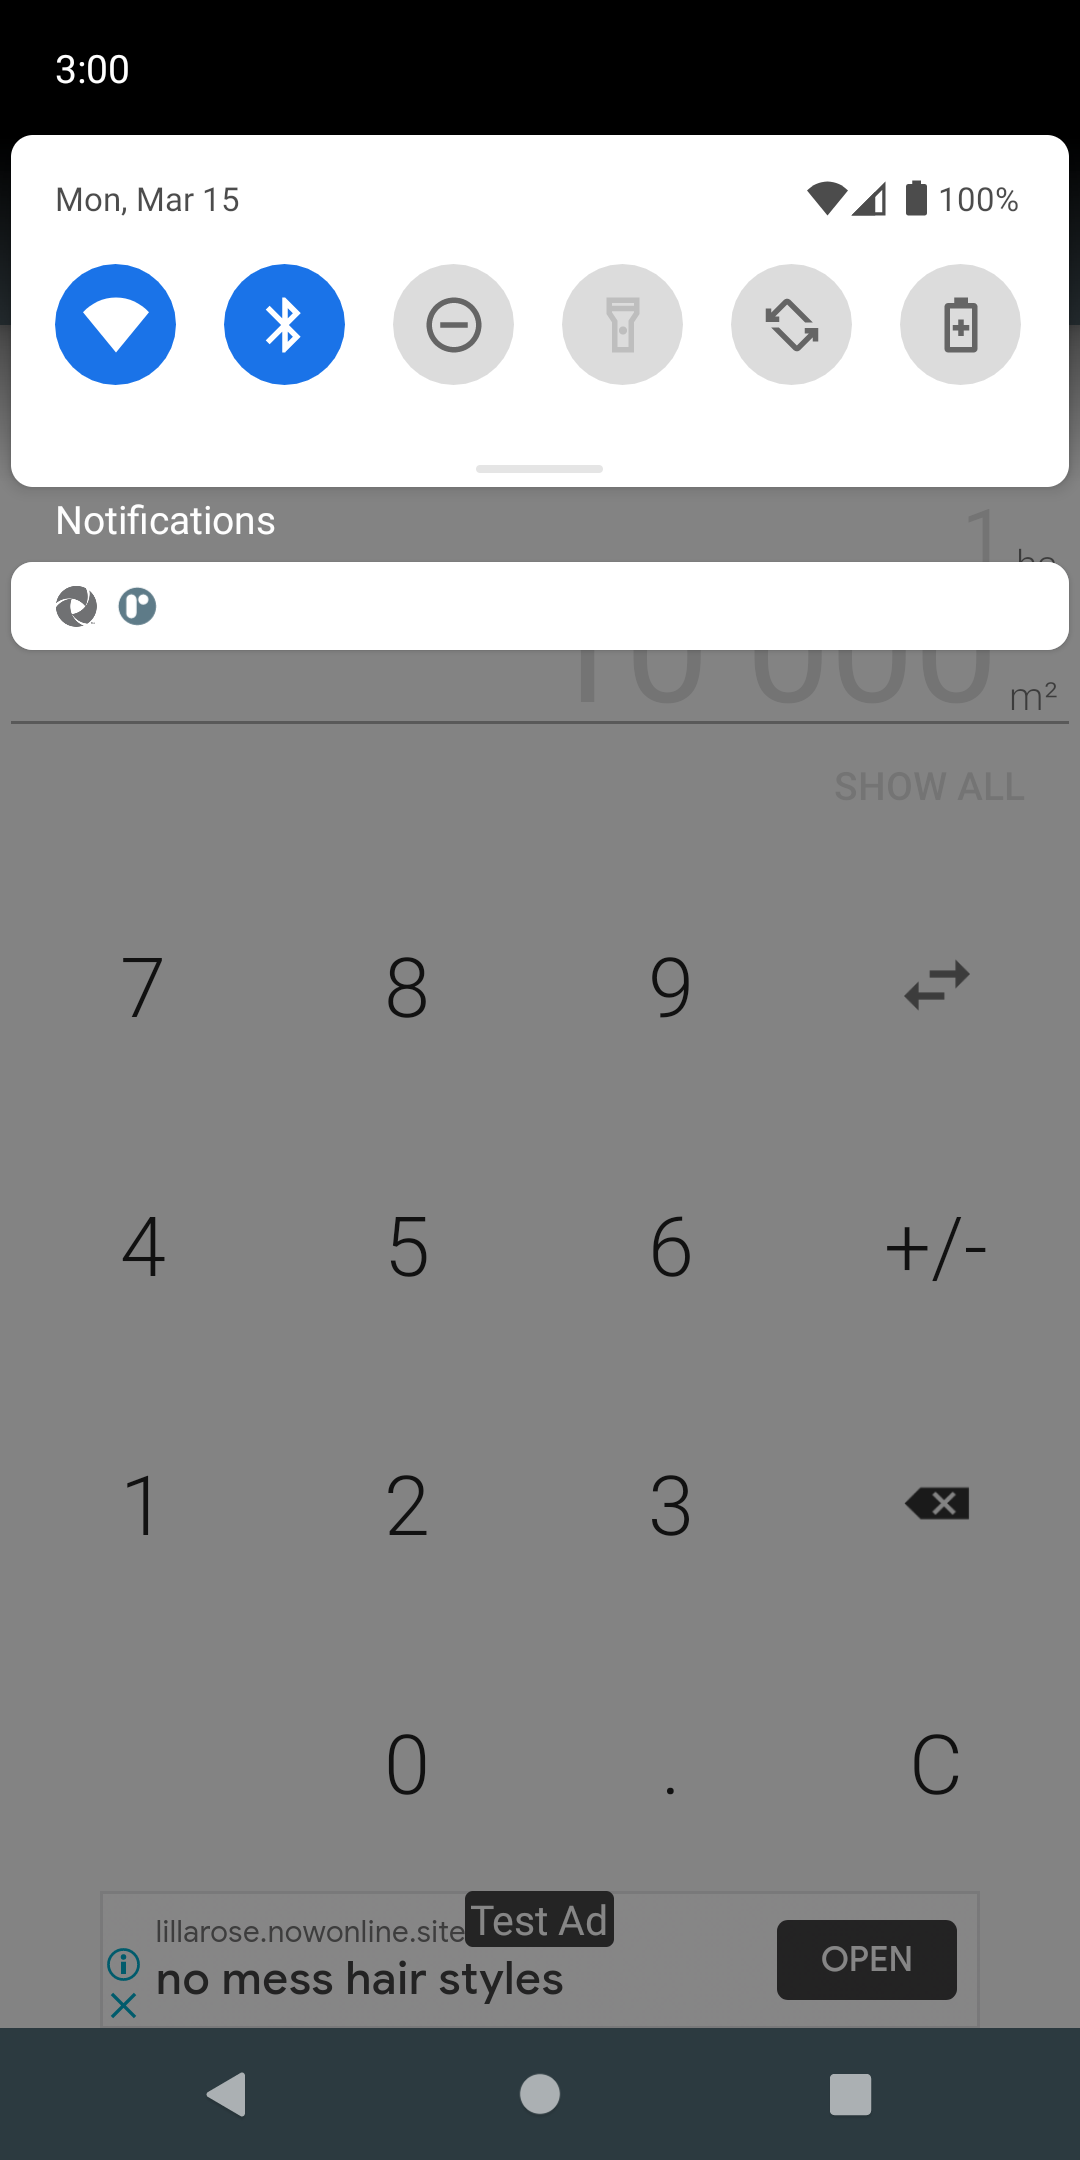 3:00
Mon, Mar 15
100%
Notifications
1
10 000 m²
SHOW ALL
7 8 9
4 5 6 +/-
1 2 3
0 . C
lillarose.nowonline.site
Test Ad
no mess hair styles
OPEN